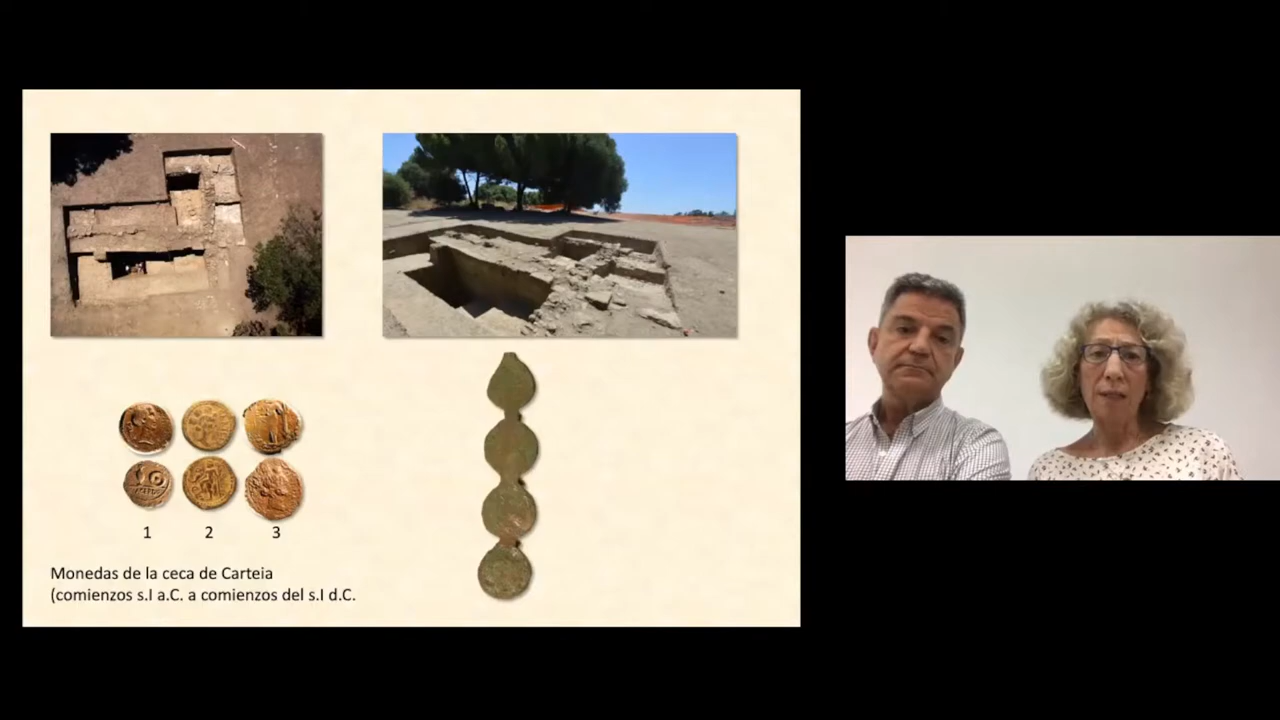 1 2 3
Monedas de la ceca de Carteia
(comienzos s.I a.C. a comienzos del s.I d.C.